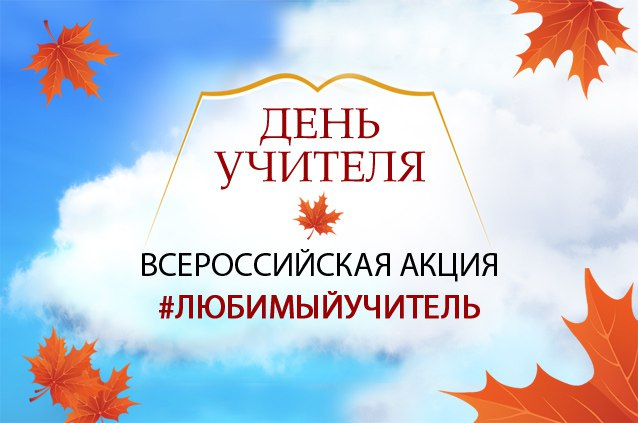 ДЕНЬ
УЧИТЕЛЯ
ВСЕРОССИЙСКАЯ АКЦИЯ
#ЛЮБИМЫЙУЧИТЕЛЬ